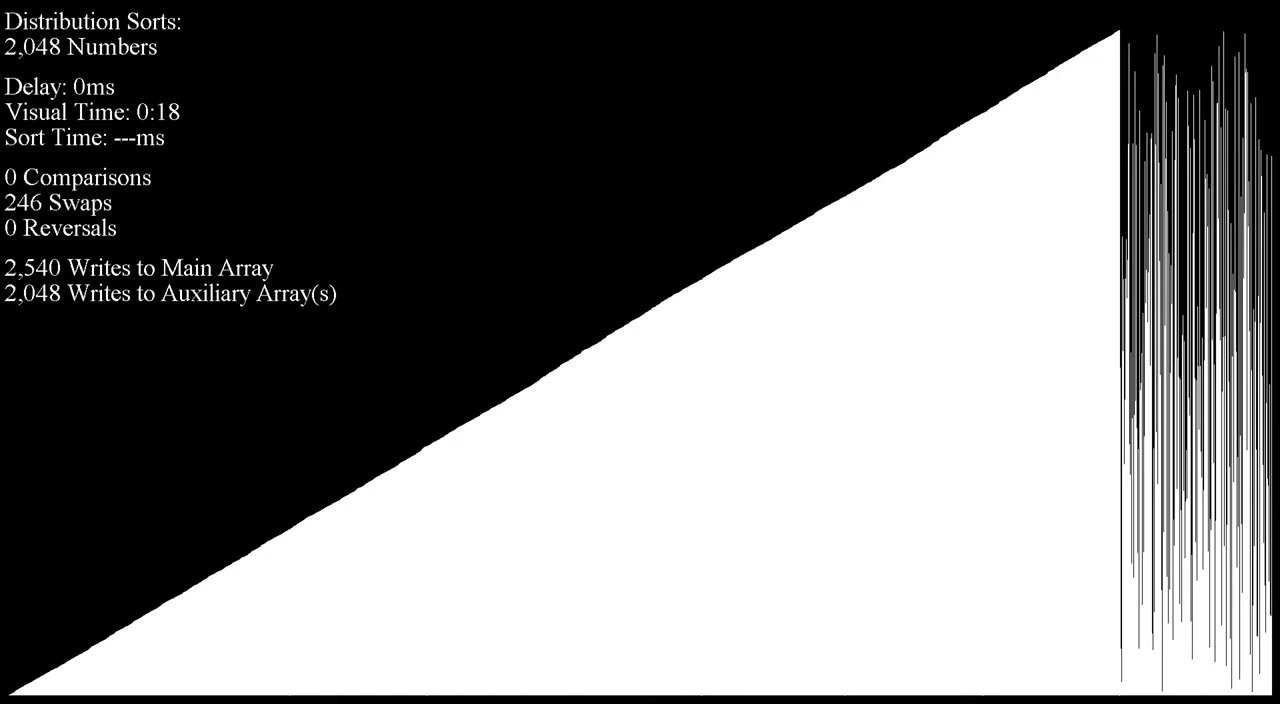 Distribution Sorts:
2,048 Numbers
Delay: 0ms
Visual Time: 0:18
Sort Time: ---ms
0 Comparisons
246 Swaps
0 Reversals
2,540 Writes to Main Array
2,048 Writes to Auxiliary Array(s)